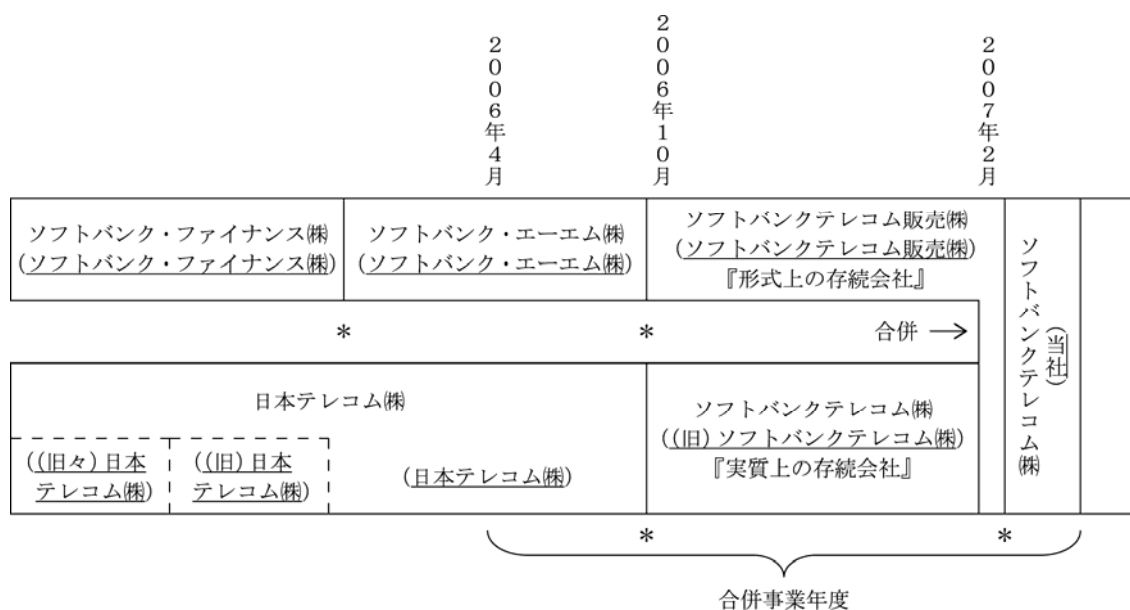 2006年4月
2006年10月
2007年2月
ソフトバンク・ファイナンス㈱
(ソフトバンク・ファイナンス㈱)
ソフトバンク・エーエム㈱
(ソフトバンク・エーエム㈱)
ソフトバンクテレコム販売㈱
(ソフトバンクテレコム販売㈱)
『形式上の存続会社』
ソフトバンクテレコム㈱
(当社)
*
*
合併 →
日本テレコム㈱
((旧々)日本
テレコム㈱)
((旧)日本
テレコム㈱)
(日本テレコム㈱)
ソフトバンクテレコム㈱
((旧)ソフトバンクテレコム㈱)
『実質上の存続会社』
*
*
合併事業年度